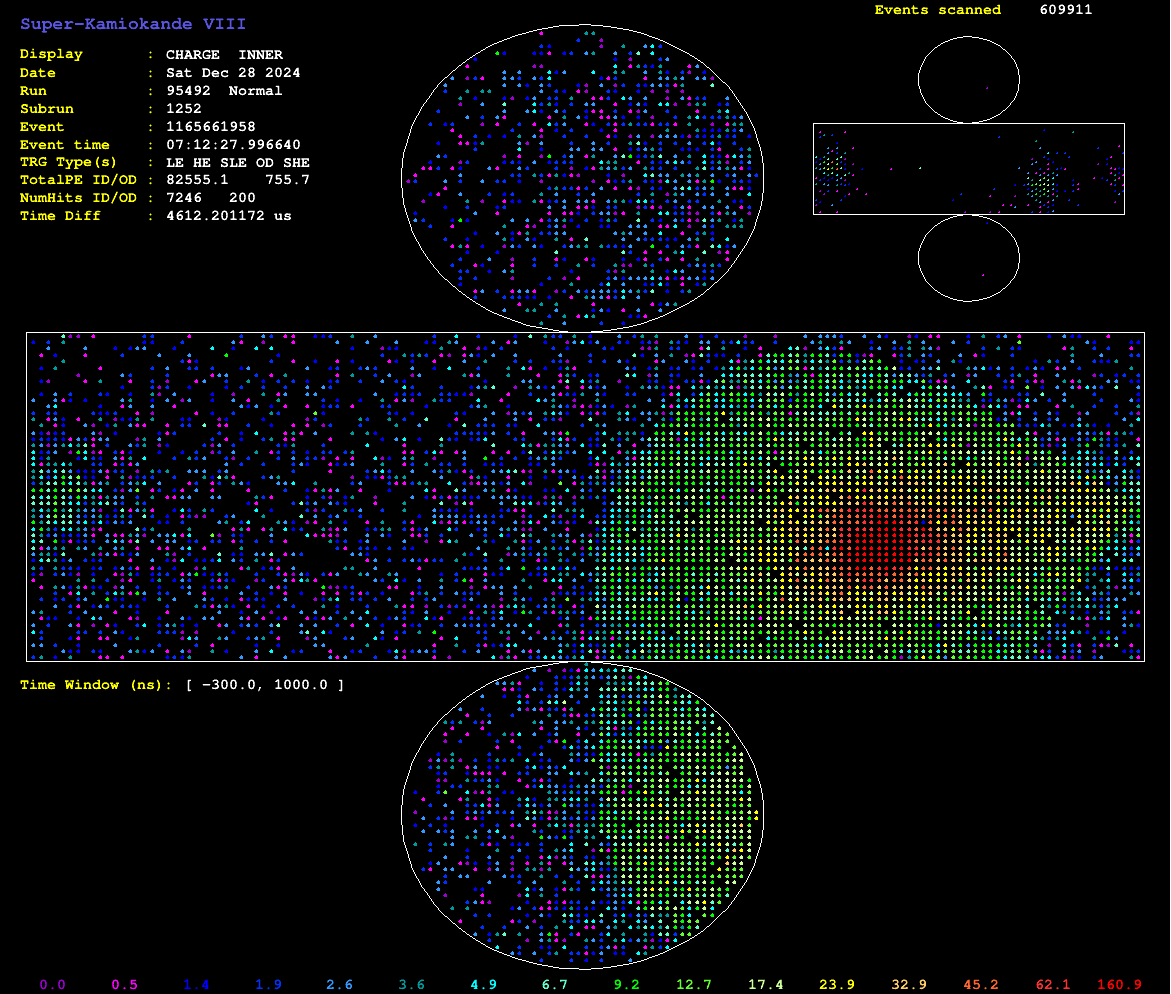 Super-Kamiokande VIII
Events scanned 609911
Display : CHARGE INNER
Date : Sat Dec 28 2024
Run : 95492 Normal
Subrun : 1252
Event : 1165661958
Event time : 07:12:27.996640
TRG Type(s) : LE HE SLE OD SHE
TotalPE ID/OD : 82555.1 755.7
NumHits ID/OD : 7246 200
Time Diff : 4612.201172 us
Time Window (ns): [ −300.0, 1000.0 ]
0.0 0.5 1.4 1.9 2.6 3.6 4.9 6.7 9.2 12.7 17.4 23.9 32.9 45.2 62.1 160.9